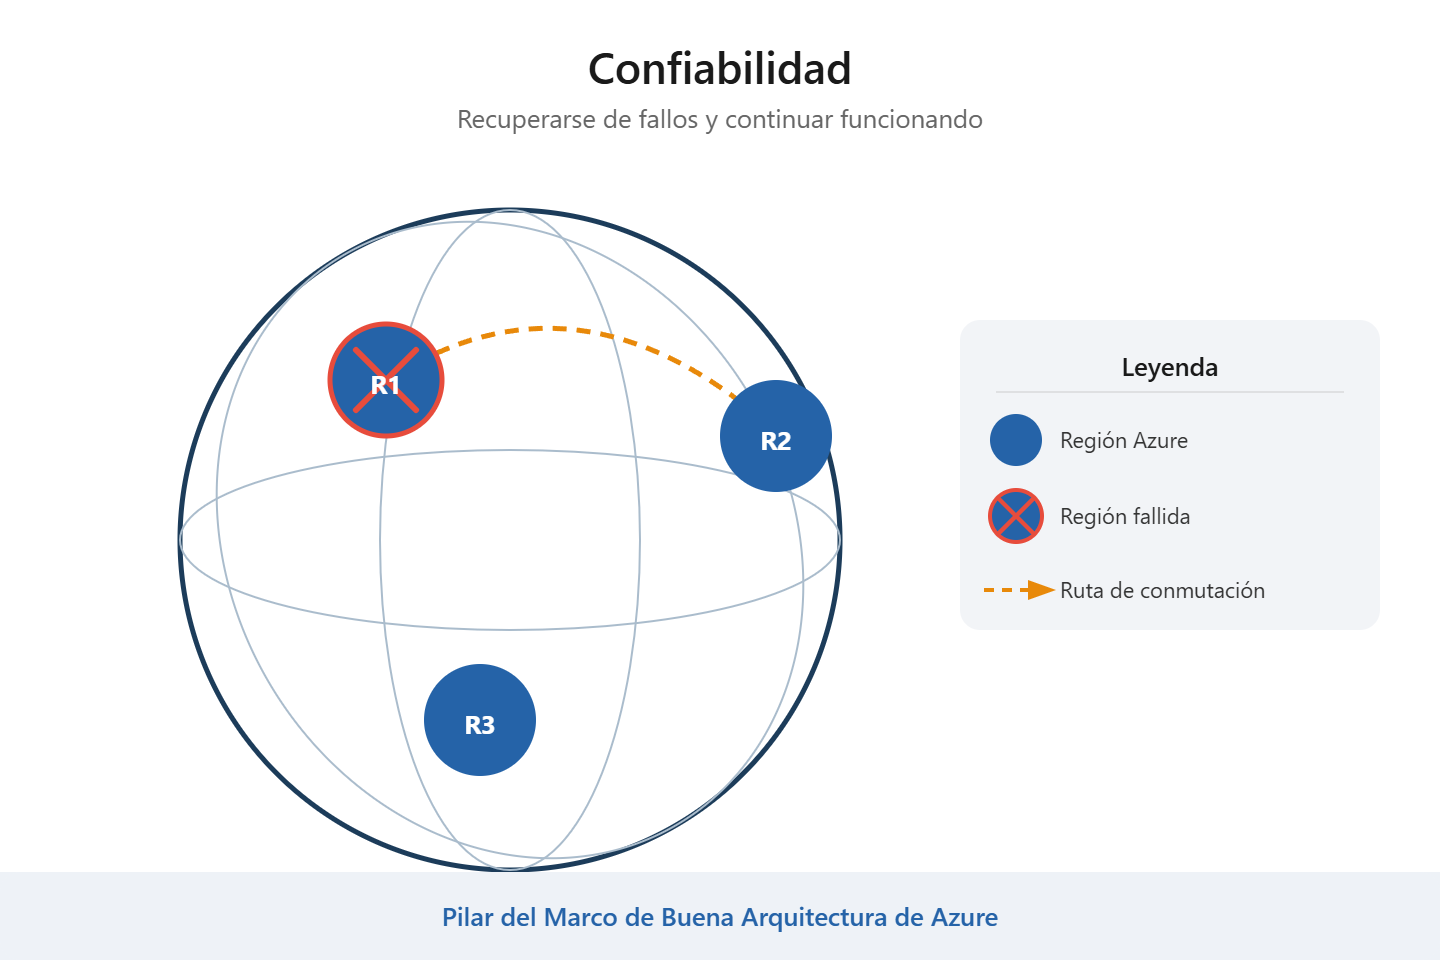 Confiabilidad
Recuperarse de fallos y continuar funcionando
R1
R2
R3
Leyenda
Región Azure
Región fallida
Ruta de conmutación
Pilar del Marco de Buena Arquitectura de Azure